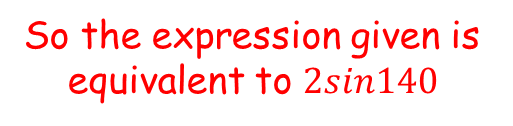 So the expression given is
equivalent to 2sin140